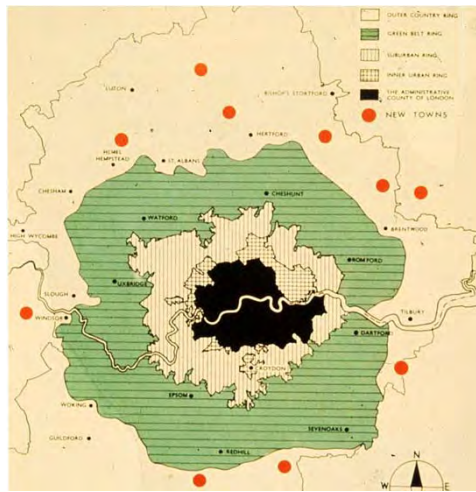 OUTER COUNTRY RING
GREEN BELT RING
SUBURBAN RING
INNER URBAN RING
THE ADMINISTRATIVE
COUNTY OF LONDON
NEW TOWNS
LUTON
BISHOP'S STORTFORD
HERTFORD
HEMEL
HEMPSTEAD
ST. ALBANS
CHESHAM
CHESHUNT
WATFORD
HIGH WYCOMBE
BRENTWOOD
ROMFORD
UXBRIDGE
SLOUGH
WINDSOR
TILBURY
DARTFORD
CROYDON
EPSOM
WOKING
GUILDFORD
SEVENOAKS
REDHILL
N
W
E